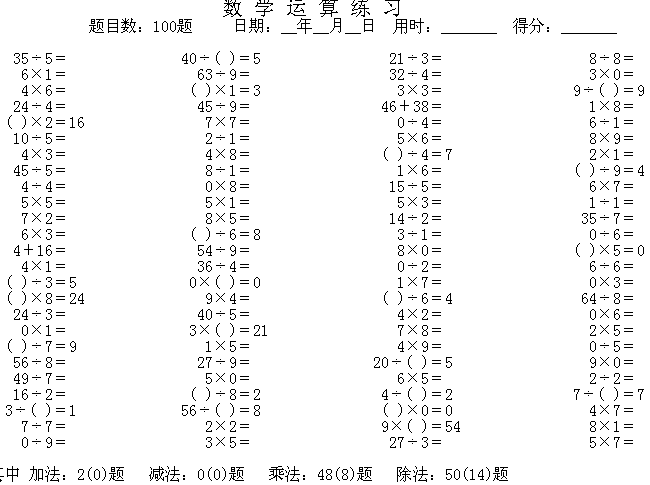 数 学 运 算 练 习
题目数: 100题 日期: __年__月__日 用时: _______ 得分: _______
35÷5= 40÷( )=5 21÷3= 8÷8=
6×1= 63÷9= 32÷4= 3×0=
4×6= ( )×1=3 3×3= 9÷( )=9
24÷4= 45÷9= 46+38= 1×8=
( )×2=16 7×7= 0÷4= 6÷1=
10÷5= 2÷1= 5×6= 8×9=
4×3= 4×8= ( )÷4=7 2×1=
45÷5= 8÷1= 1×6= ( )÷9=4
4÷4= 0×8= 15÷5= 6×7=
5×5= 5×1= 5×3= 1÷1=
7×2= 8×5= 14÷2= 35÷7=
6×3= ( )÷6=8 3÷1= 0÷6=
4+16= 54÷9= 8×0= ( )×5=0
4×1= 36÷4= 0÷2= 6÷6=
( )÷3=5 0×( )=0 1×7= 0×3=
( )×8=24 9×4= ( )÷6=4 64÷8=
24÷3= 40÷5= 4×2= 0×6=
0×1= 3×( )=21 7×8= 2×5=
( )÷7=9 1×5= 4×9= 0÷5=
56÷8= 27÷9= 20÷( )=5 9×0=
49÷7= 5×0= 6×5= 2÷2=
16÷2= ( )÷8=2 4÷( )=2 7÷( )=7
3÷( )=1 56÷( )=8 ( )×0=0 4×7=
7÷7= 2×2= 9×( )=54 8×1=
0÷9= 3×5= 27÷3= 5×7=
其中 加法: 2(0)题 减法: 0(0)题 乘法: 48(8)题 除法: 50(14)题